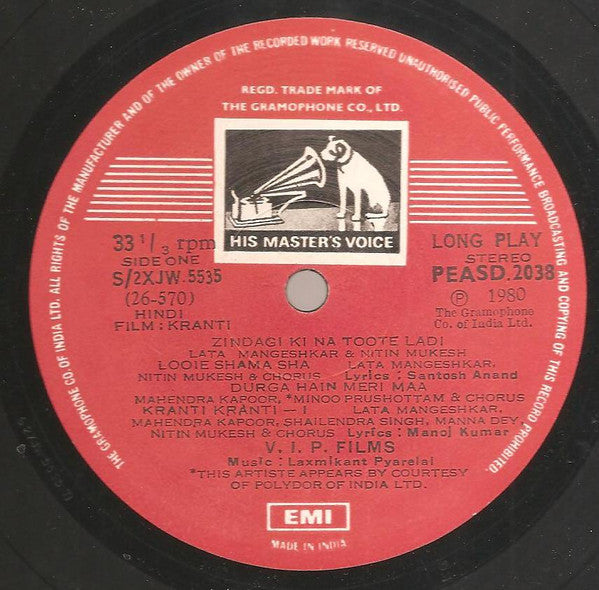 THE GRAMOPHONE CO. OF INDIA LTD. ALL RIGHTS OF THE MANUFACTURER AND OF THE OWNER OF THE RECORDED WORK RESERVED UNAUTHORISED PUBLIC PERFORMANCE BROADCASTING AND COPYING OF THIS RECORD PROHIBITED.
REGD. TRADE MARK OF
THE GRAMOPHONE CO., LTD.
HIS MASTER'S VOICE
33 1/3 rpm
SIDE ONE
S/2XJW.5535
(26-570)
HINDI
FILM : KRANTI
LONG PLAY
STEREO
PEASD.2038
Ⓟ 1980
The Gramophone
Co. of India Ltd.
ZINDAGI KI NA TOOTE LADI
LATA MANGESHKAR & NITIN MUKESH
LOOIE SHAMA SHA LATA MANGESHKAR,
NITIN MUKESH & CHORUS Lyrics : Santosh Anand
DURGA HAIN MERI MAA
MAHENDRA KAPOOR, *MINOO PRUSHOTTAM & CHORUS
KRANTI KRANTI – I LATA MANGESHKAR,
MAHENDRA KAPOOR, SHAILENDRA SINGH, MANNA DEY,
NITIN MUKESH & CHORUS Lyrics : Manoj Kumar
V. I. P. FILMS
Music : Laxmikant Pyarelal
*THIS ARTISTE APPEARS BY COURTESY
OF POLYDOR OF INDIA LTD.
EMI
MADE IN INDIA